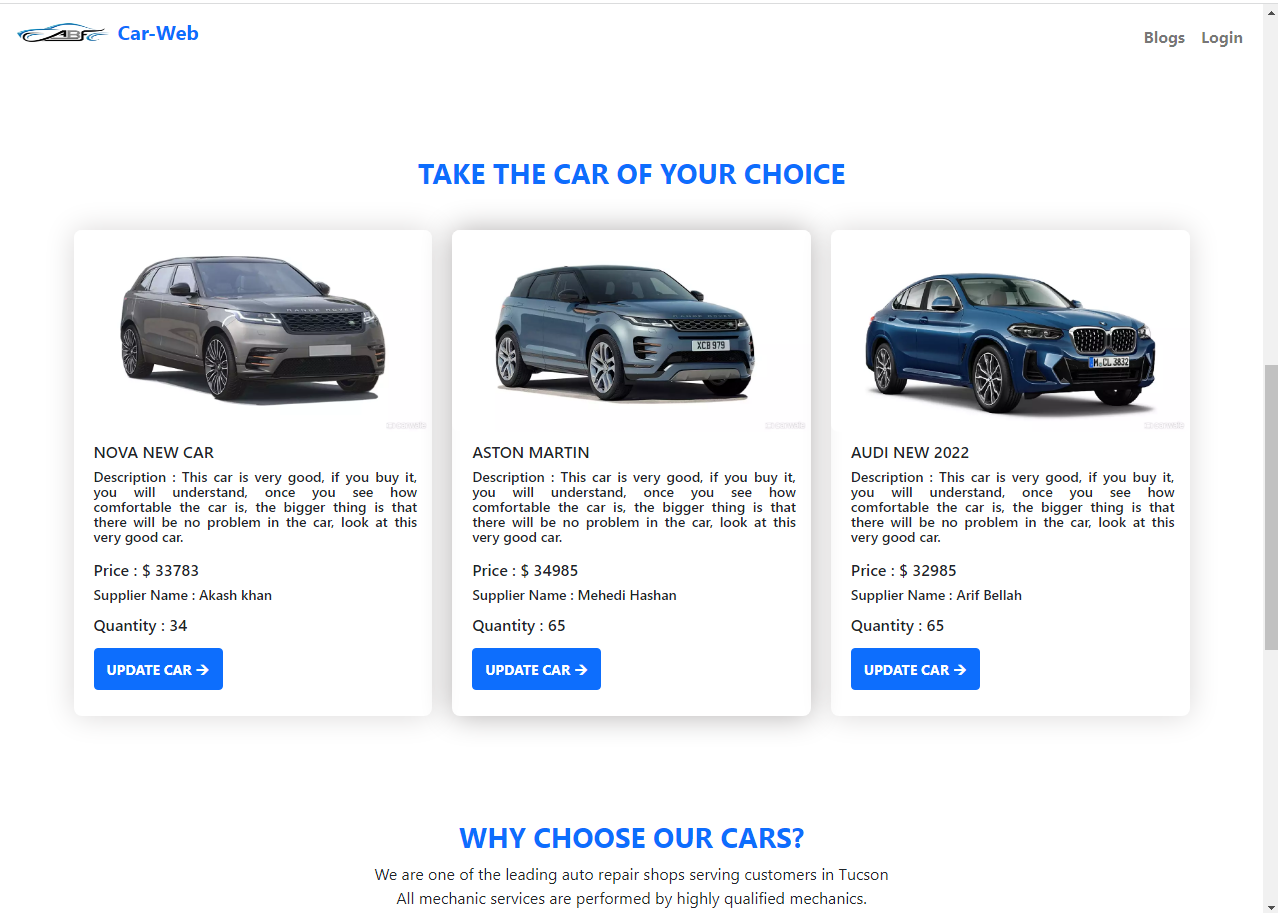 ABF Car-Web
Blogs Login
TAKE THE CAR OF YOUR CHOICE
RANGE ROVER
XCB 979
M CL 3832
NOVA NEW CAR
Description : This car is very good, if you buy it,
you will understand, once you see how
comfortable the car is, the bigger thing is that
there will be no problem in the car, look at this
very good car.
Price : $ 33783
Supplier Name : Akash khan
Quantity : 34
UPDATE CAR →
ASTON MARTIN
Description : This car is very good, if you buy it,
you will understand, once you see how
comfortable the car is, the bigger thing is that
there will be no problem in the car, look at this
very good car.
Price : $ 34985
Supplier Name : Mehedi Hashan
Quantity : 65
UPDATE CAR →
AUDI NEW 2022
Description : This car is very good, if you buy it,
you will understand, once you see how
comfortable the car is, the bigger thing is that
there will be no problem in the car, look at this
very good car.
Price : $ 32985
Supplier Name : Arif Bellah
Quantity : 65
UPDATE CAR →
WHY CHOOSE OUR CARS?
We are one of the leading auto repair shops serving customers in Tucson
All mechanic services are performed by highly qualified mechanics.